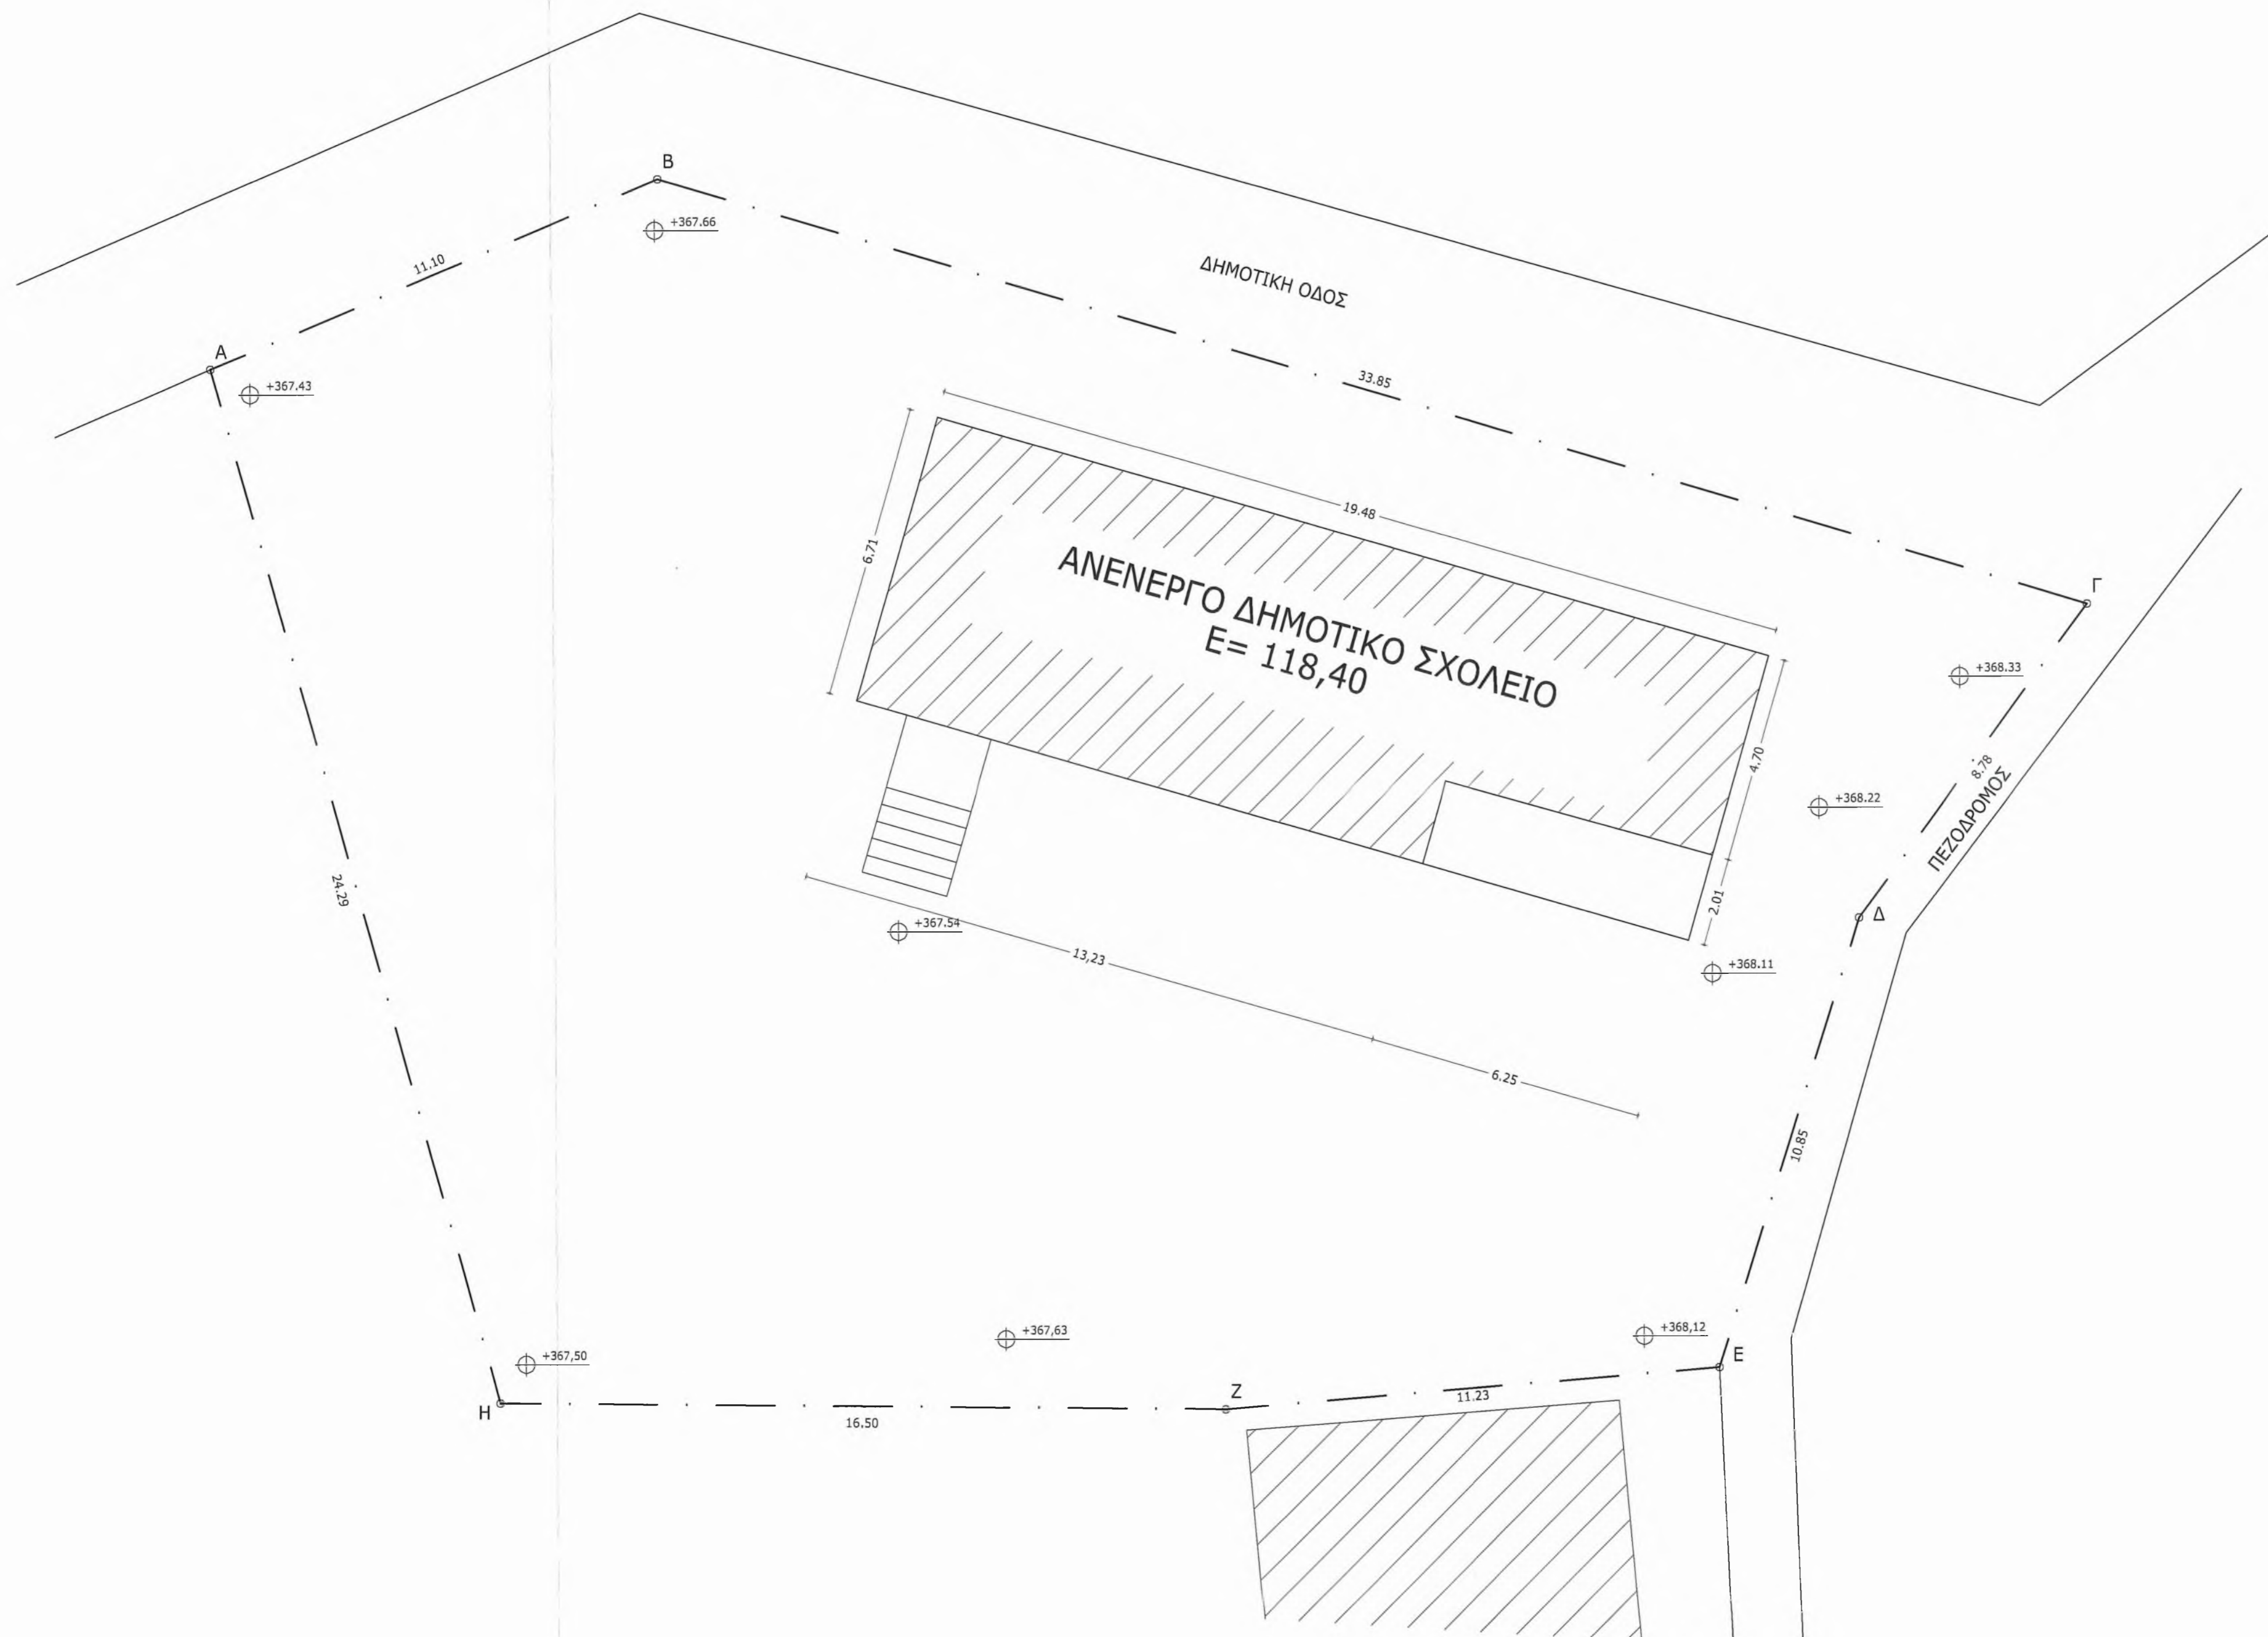 Β
+367.66
ΔΗΜΟΤΙΚΗ ΟΔΟΣ
11.10
Α
+367.43
33.85
19.48
6.71
ΑΝΕΝΕΡΓΟ ΔΗΜΟΤΙΚΟ ΣΧΟΛΕΙΟ
Ε= 118,40
Γ
+368.33
4.70
8.78
ΠΕΖΟΔΡΟΜΟΣ
+368.22
24.29
2.01
Δ
+367.54
13,23
+368.11
6.25
10.85
+367,63
+368,12
Ε
+367,50
Η
16.50
Ζ
11.23